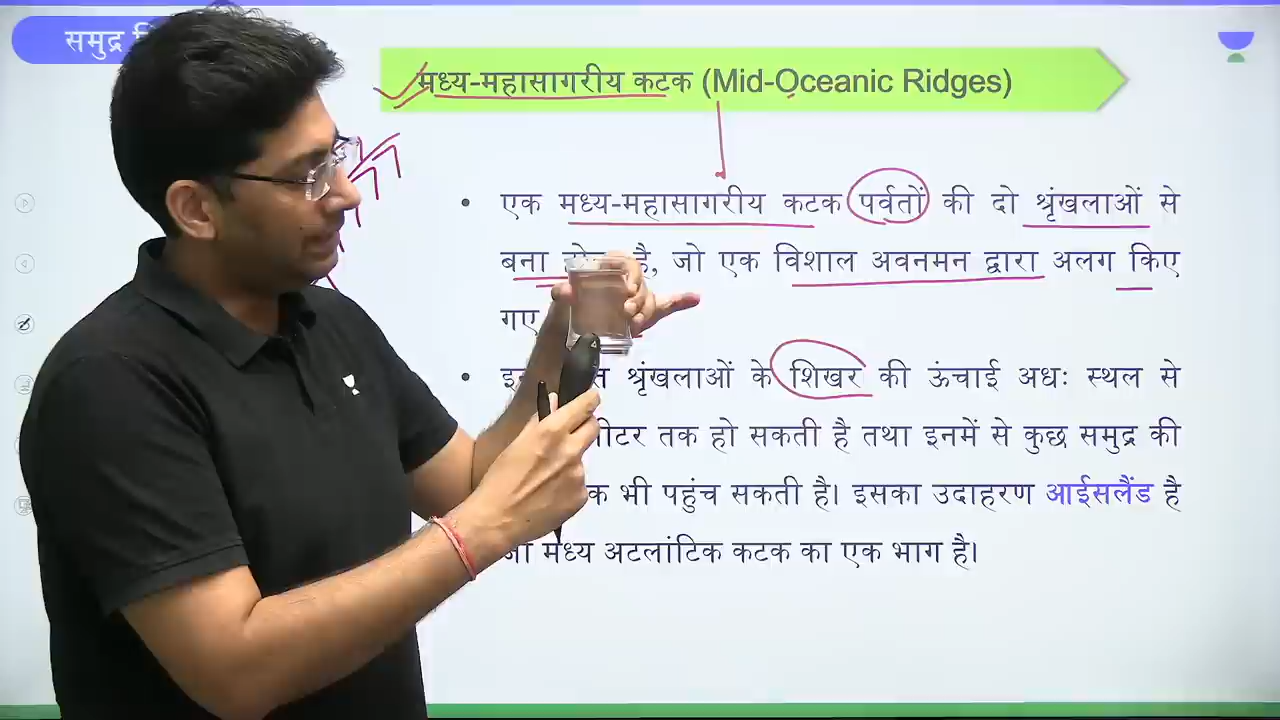 समुद्र
मध्य-महासागरीय कटक (Mid-Oceanic Ridges)
• एक मध्य-महासागरीय कटक पर्वतों की दो श्रृंखलाओं से
बना है, जो एक विशाल अवनमन द्वारा अलग किए
गए
• श्रृंखलाओं के शिखर की ऊंचाई अधः स्थल से
तक हो सकती है तथा इनमें से कुछ समुद्र की
भी पहुंच सकती है। इसका उदाहरण आईसलैंड है
मध्य अटलांटिक कटक का एक भाग है।